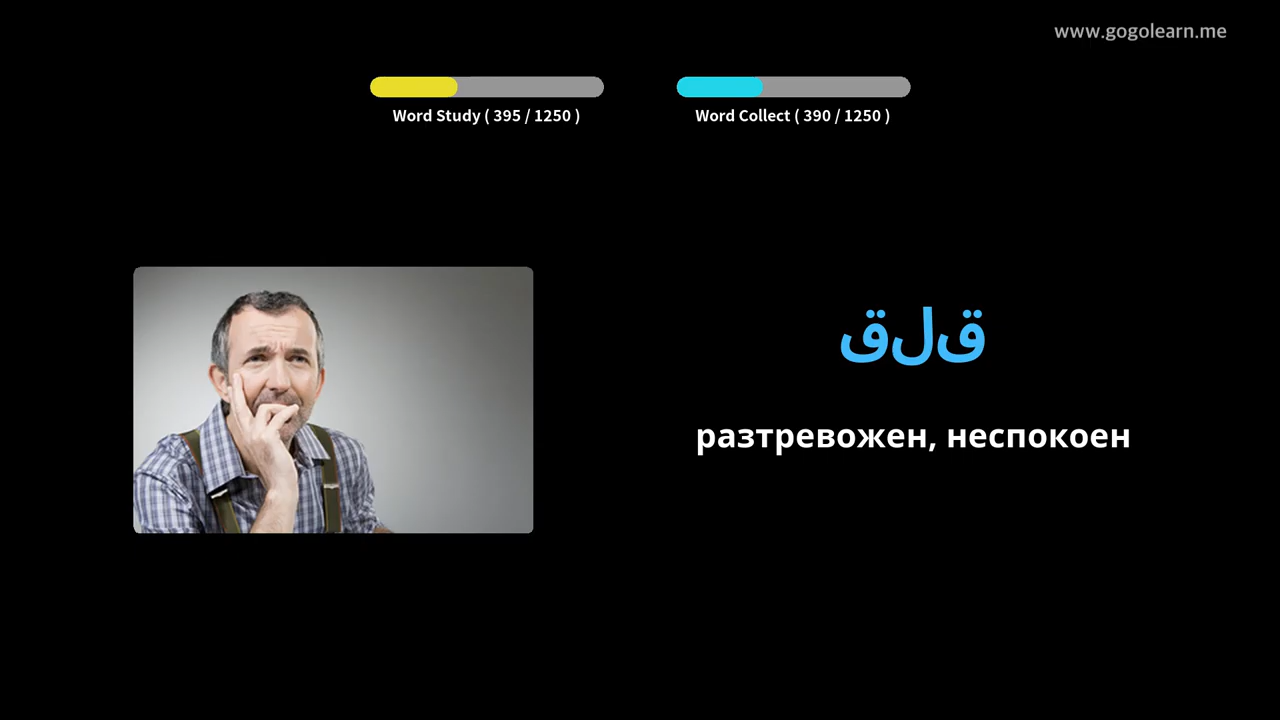 www.gogolearn.me
Word Study ( 395 / 1250 )
Word Collect ( 390 / 1250 )
قلق
разтревожен, неспокоен